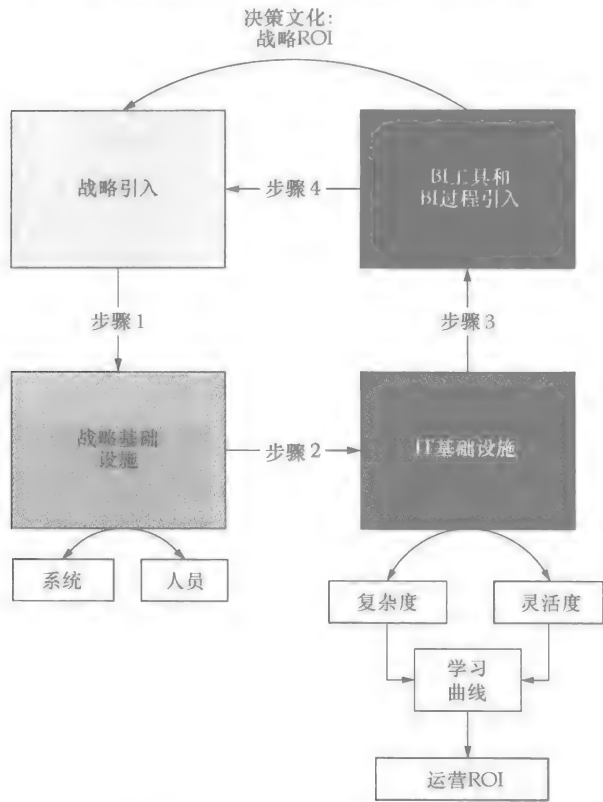 决策文化:
战略ROI
战略引入
步骤4
BI工具和
BI过程引入
步骤1
步骤3
战略基础
设施
步骤2
IT基础设施
系统
人员
复杂度
灵活度
学习
曲线
运营ROI